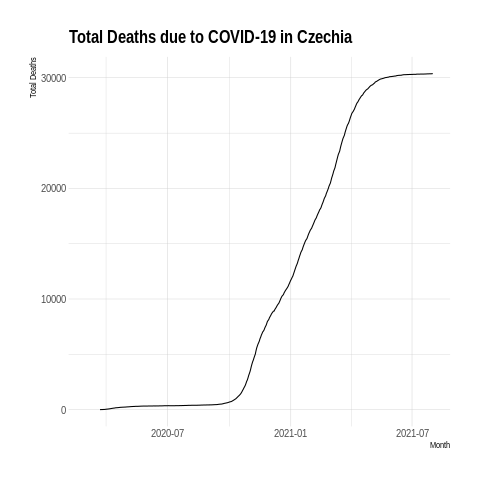 Total Deaths due to COVID-19 in Czechia
Total Deaths
30000
20000
10000
0
2020-07 2021-01 2021-07
Month